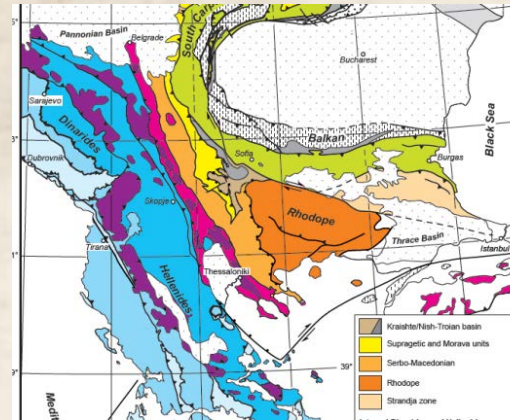 Pannonian Basin
Belgrade
South Car
Bucharest
Sarajevo
Dinarides
Dubrovnik
Balkan
Black Sea
Sofia
Burgas
Skopje
Rhodope
Tirana
Thrace Basin
Istanbul
Hellenides
Thessaloniki
39°
Kraishte/Nish-Troian basin
Supragetic and Morava units
Serbo-Macedonian
Rhodope
Strandja zone